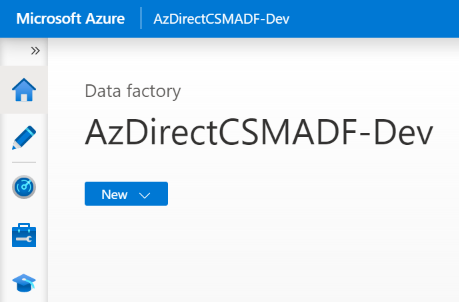 Microsoft Azure AzDirectCSMADF-Dev
»
Data factory
AzDirectCSMADF-Dev
New